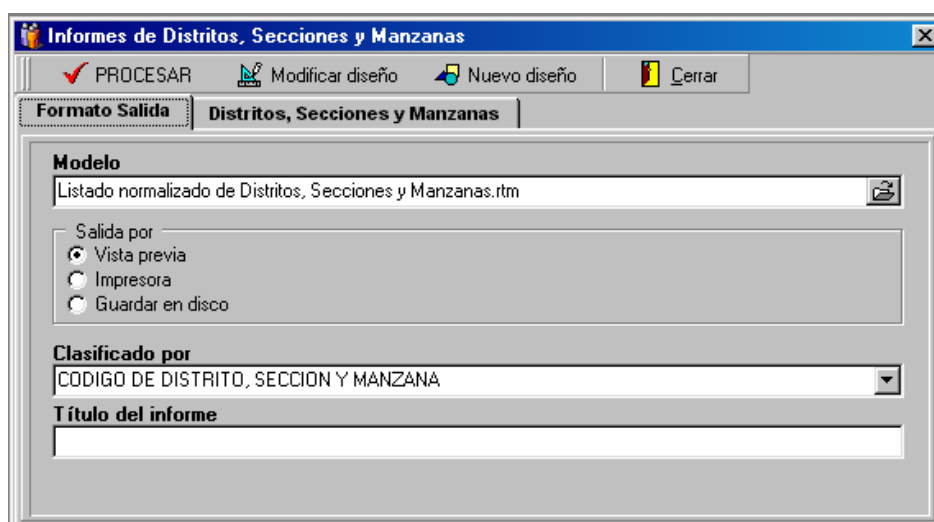 Informes de Distritos, Secciones y Manzanas
PROCESAR Modificar diseño Nuevo diseño Cerrar
Formato Salida Distritos, Secciones y Manzanas
Modelo
Listado normalizado de Distritos, Secciones y Manzanas.rtm
Salida por
Vista previa
Impresora
Guardar en disco
Clasificado por
CODIGO DE DISTRITO, SECCION Y MANZANA
Título del informe